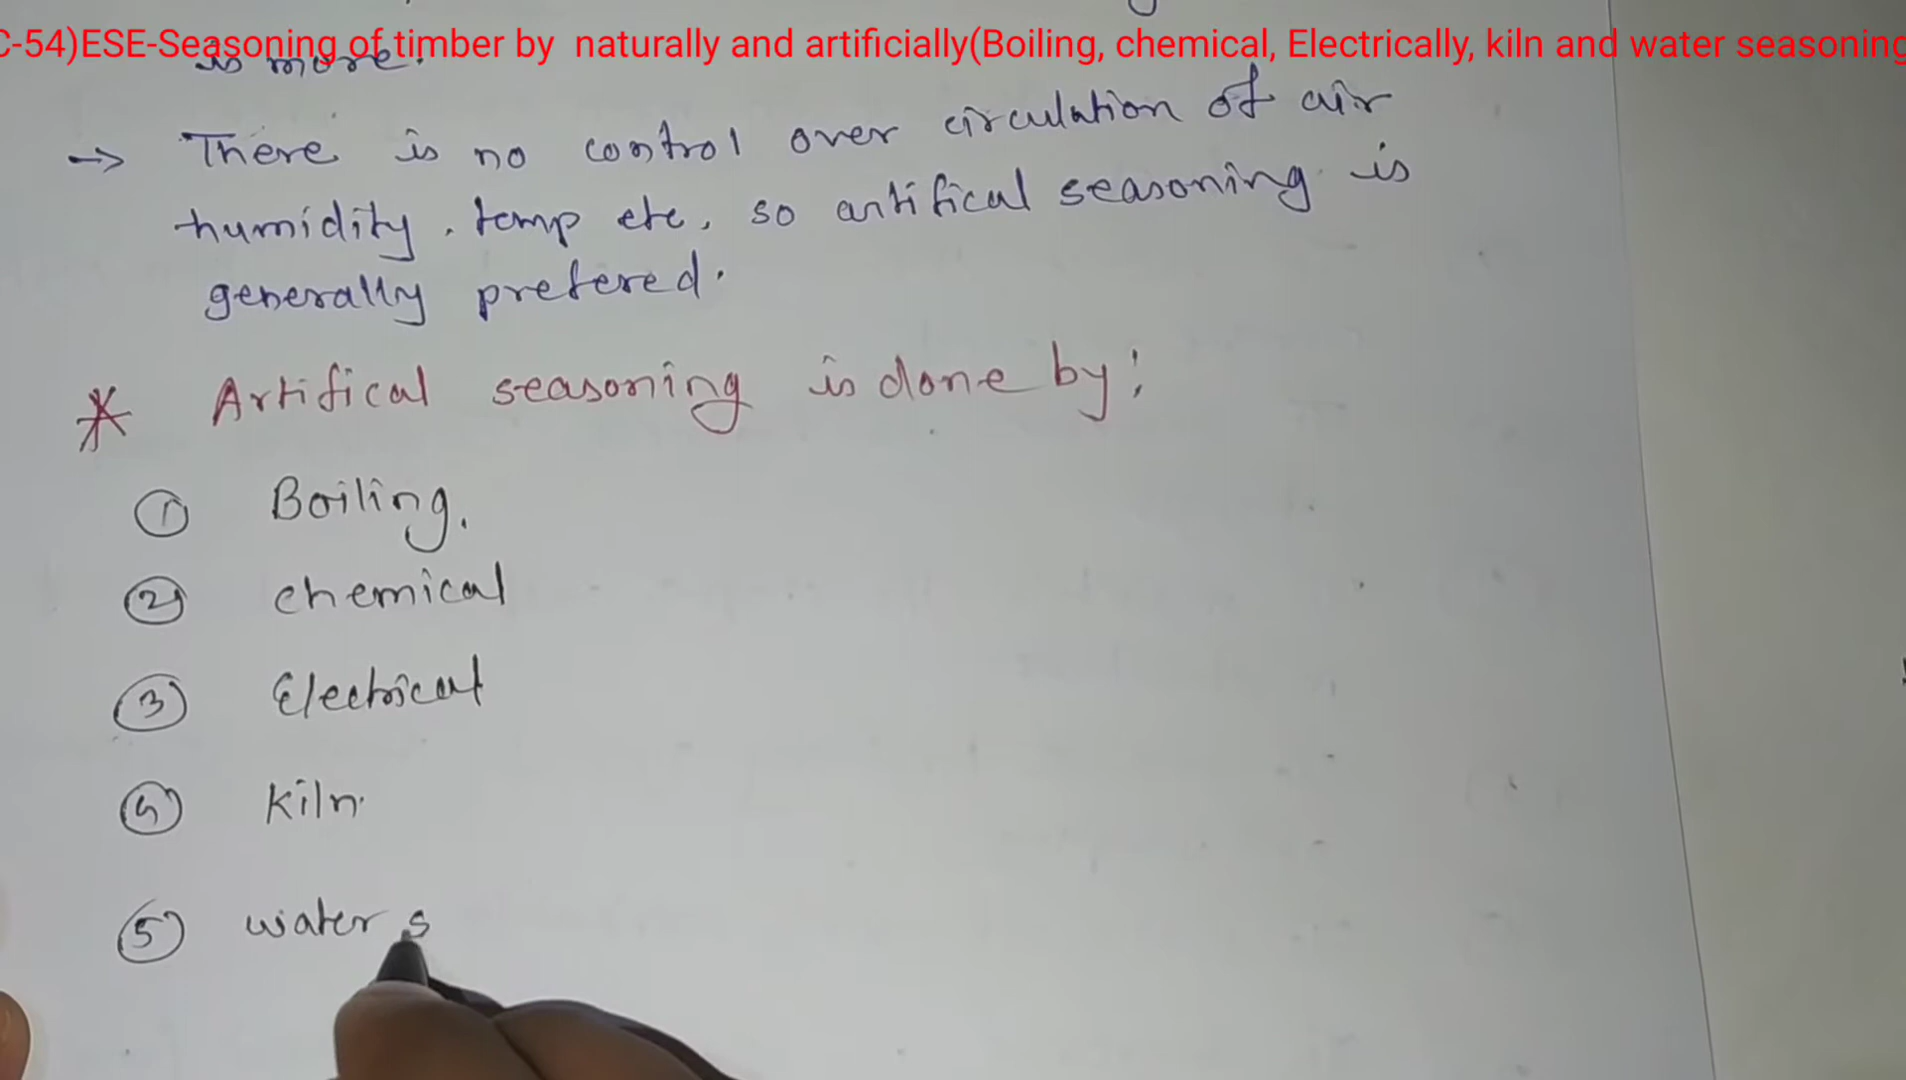 C-54)ESE-Seasoning of timber by naturally and artificially(Boiling, chemical, Electrically, kiln and water seasoning
is more.
→ There is no control over circulation of air
humidity, temp etc, so artifical seasoning is
generally prefered.
* Artifical seasoning is done by:
① Boiling.
② chemical
③ Electrical
④ Kiln.
⑤ water s